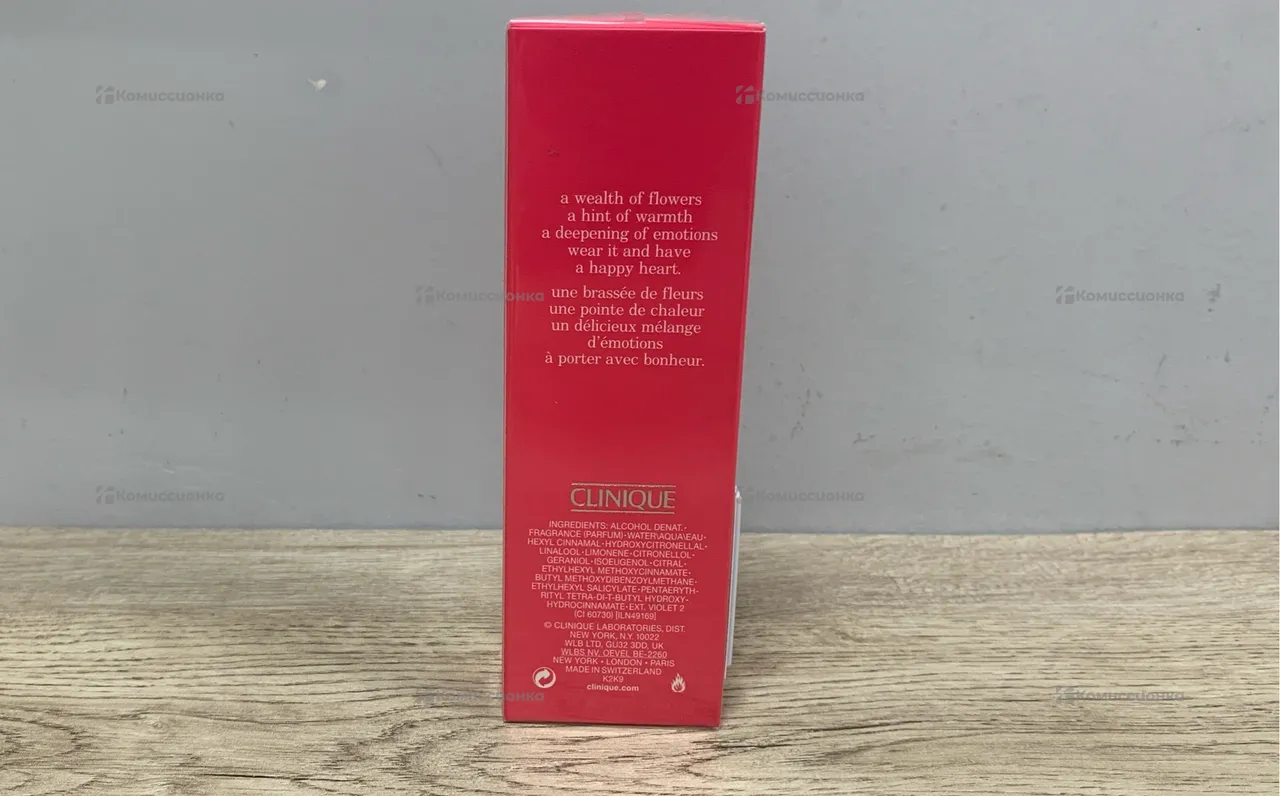 Комиссионка
Комиссионка
a wealth of flowers
a hint of warmth
a deepening of emotions
wear it and have
a happy heart.
une brassée de fleurs
une pointe de chaleur
un délicieux mélange
d'émotions
à porter avec bonheur.
Комиссионка
Комиссионка
Комиссионка
Комиссионка
CLINIQUE
INGREDIENTS: ALCOHOL DENAT.•
FRAGRANCE (PARFUM)•WATER\AQUA\EAU•
HEXYL CINNAMAL•HYDROXYCITRONELLAL•
LINALOOL•LIMONENE•CITRONELLOL•
GERANIOL•ISOEUGENOL•CITRAL•
ETHYLHEXYL METHOXYCINNAMATE•
BUTYL METHOXYDIBENZOYLMETHANE•
ETHYLHEXYL SALICYLATE•PENTAERYTH-
RITYL TETRA-DI-T-BUTYL HYDROXY-
HYDROCINNAMATE•EXT. VIOLET 2
(CI 60730) [ILN49169]
© CLINIQUE LABORATORIES, DIST.
NEW YORK, N.Y. 10022
WLB LTD, GU32 3DD, UK
WLBS NV, OEVEL BE-2260
NEW YORK • LONDON • PARIS
MADE IN SWITZERLAND
K2K9
clinique.com
Комиссионка
Комиссионка